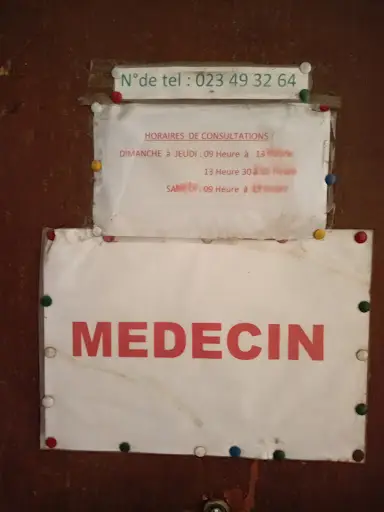 N°de tel : 023 49 32 64
HORAIRES DE CONSULTATIONS :
DIMANCHE à JEUDI : 09 Heure à
13 Heure 30 à
09 Heure à
MEDECIN